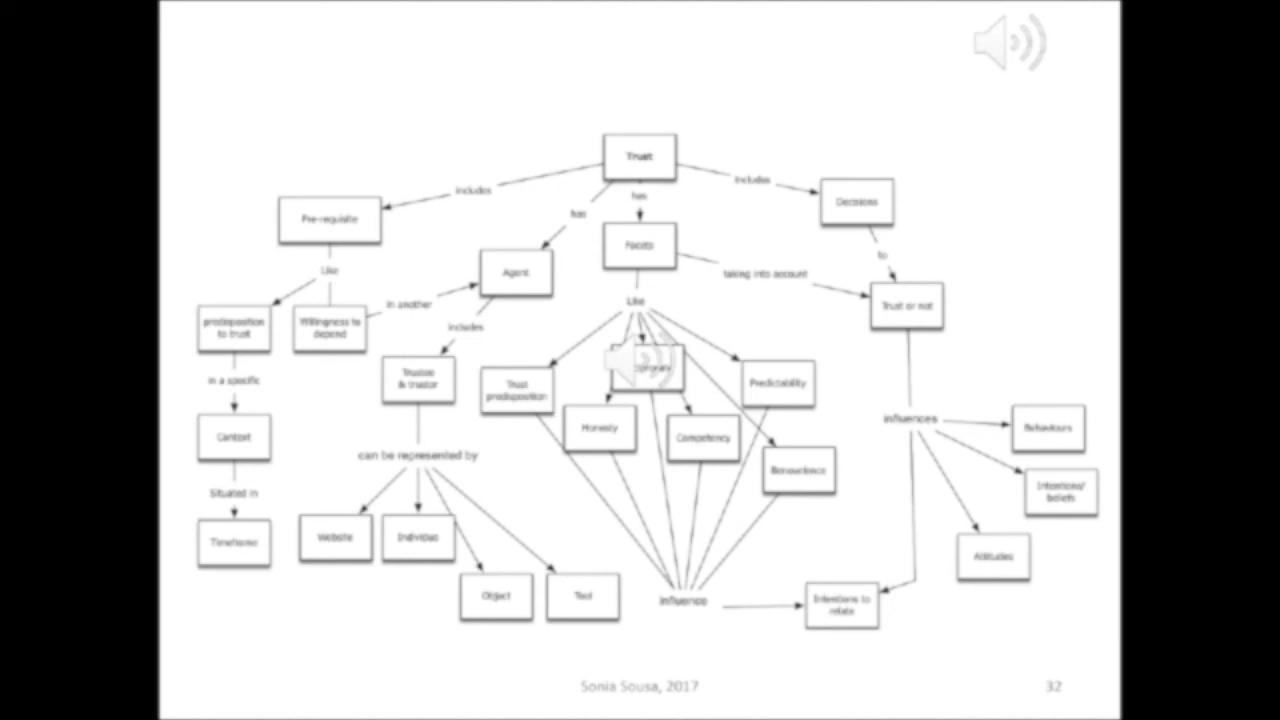 Trust
includes
includes
has
has
Decisions
Pre-requisite
Facets
to
Like
Agent
taking into account
in another
Like
Trust or not
predisposition
to trust
Willingness to
depend
includes
in a specific
Trustee
& trustor
Trust
predisposition
Predictability
Context
Honesty
Competency
influences
Behaviours
can be represented by
Benevolence
Situated in
Intentions/
beliefs
Timeframe
Website
Individual
Attitudes
Object
Tool
influence
Intentions to
relate
Sonia Sousa, 2017
32